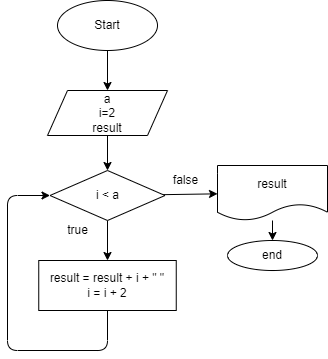 Start
a
i=2
result
i < a
false
result
true
end
result = result + i + " "
i = i + 2